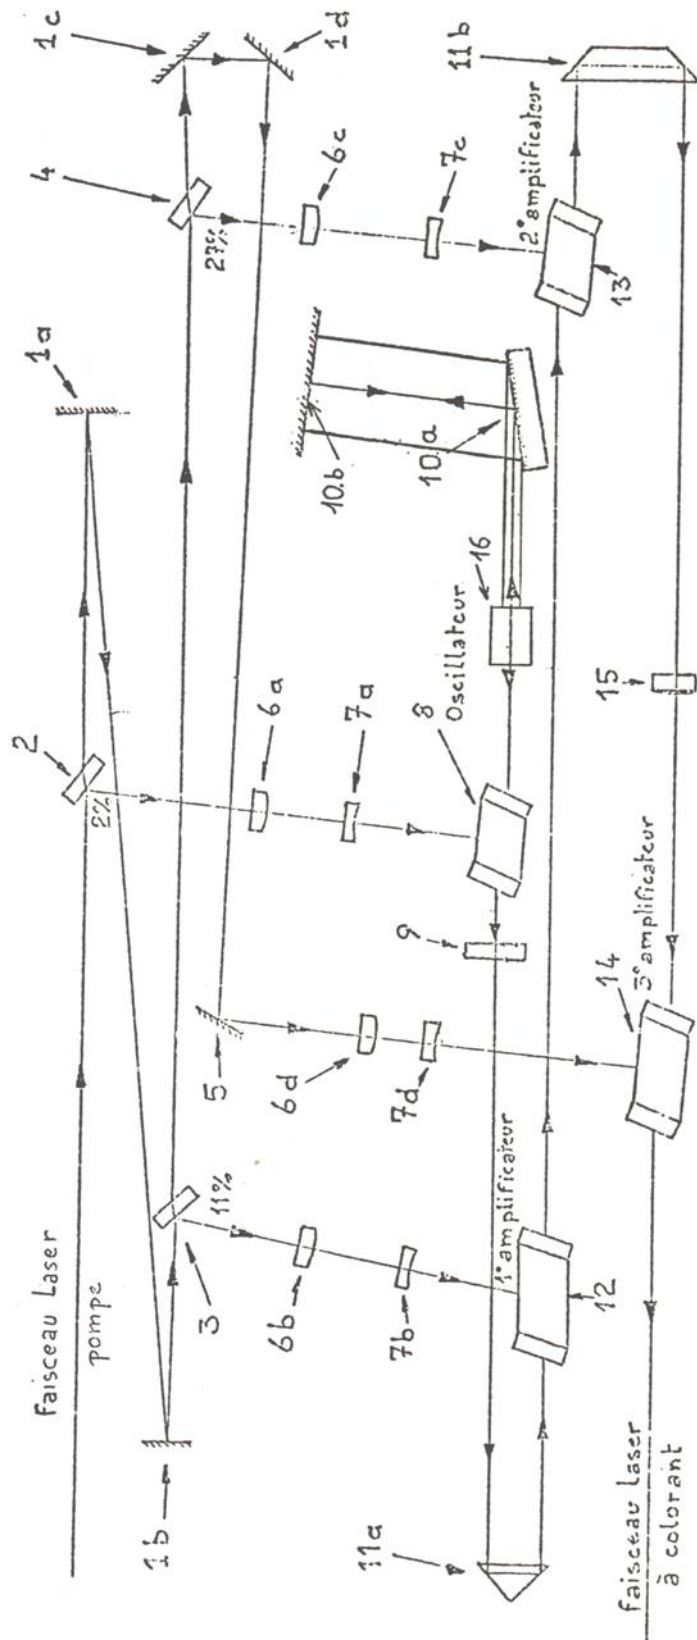 faisceau Laser
pompe
1a
2
2%
1b
3
11%
4
27%
1c
1d
5
6a
7a
6b
7b
6c
7c
6d
7d
8
Oscillateur
16
10a
10b
9
1° amplificateur
12
2° amplificateur
13
11a
11b
3° amplificateur
14
15
faisceau Laser
à colorant